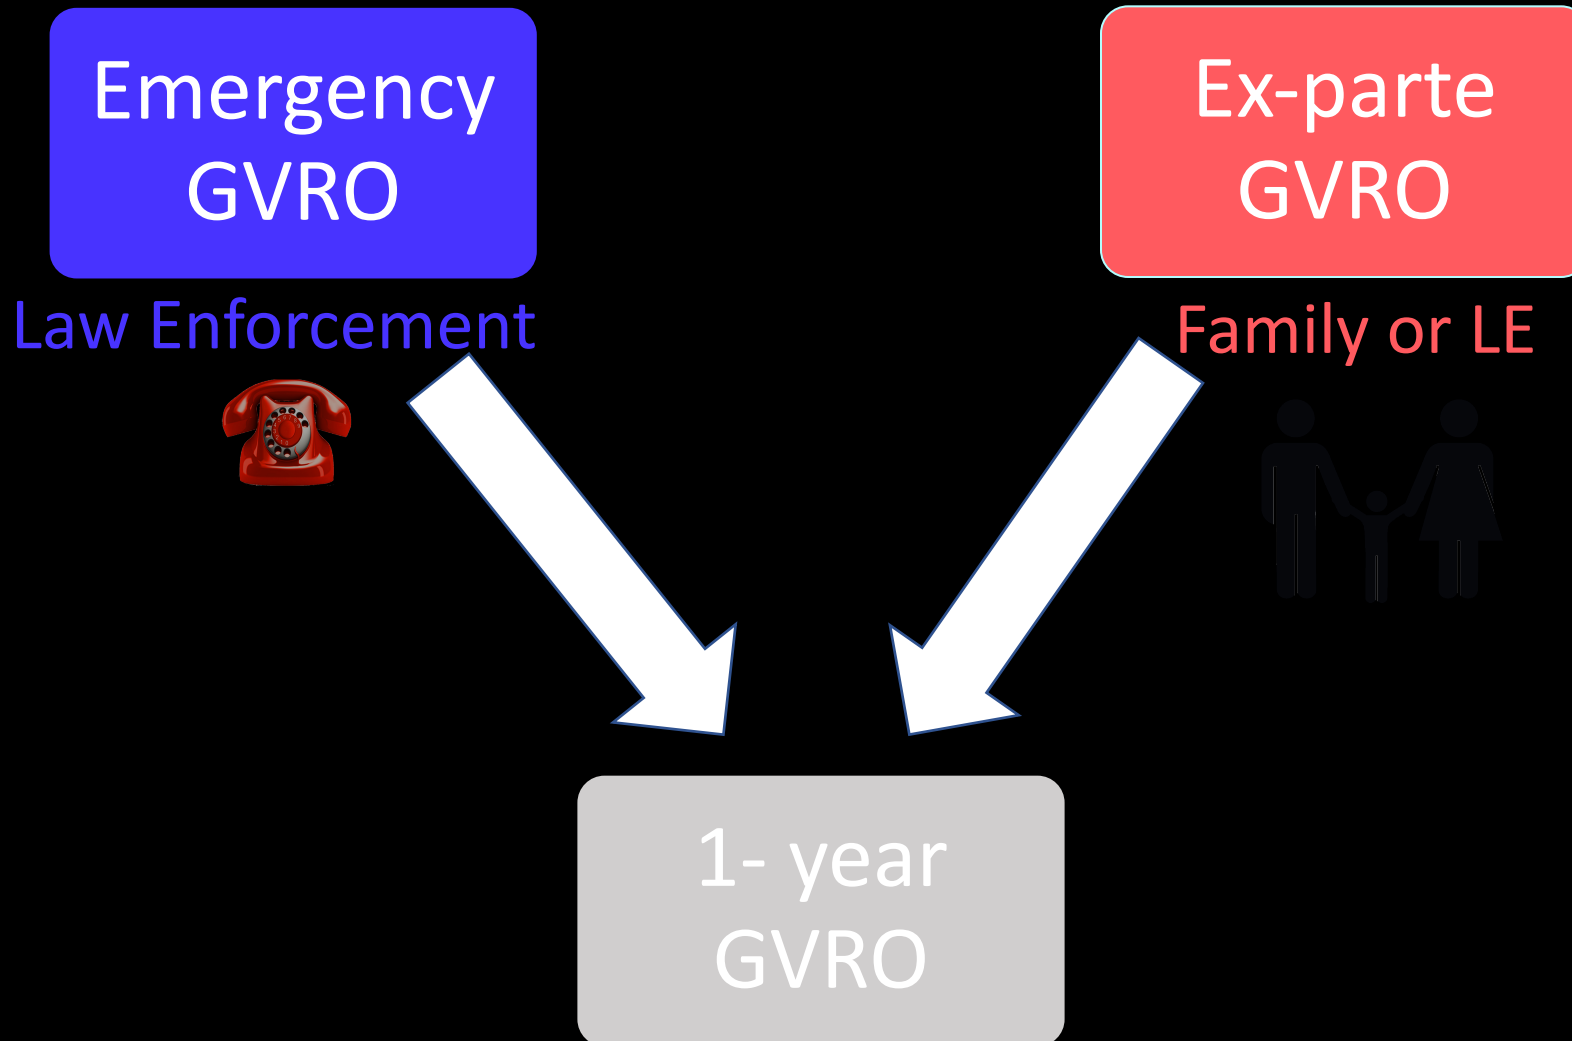 Emergency
GVRO
Law Enforcement
Ex-parte
GVRO
Family or LE
1- year
GVRO